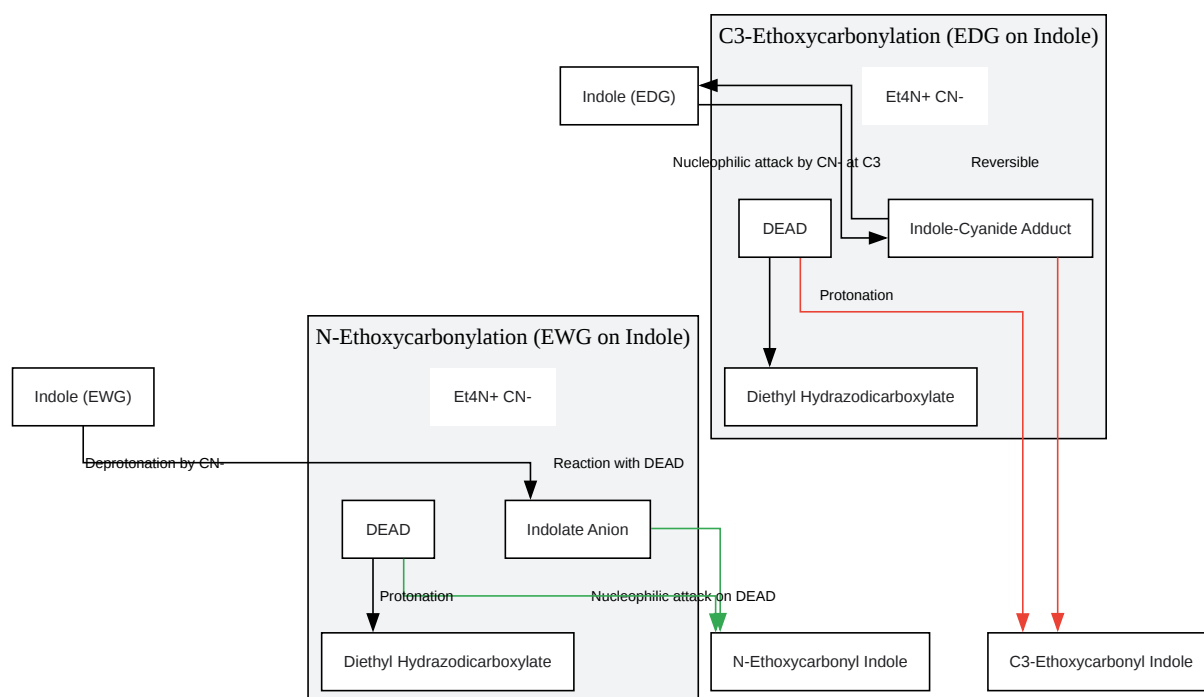 C3-Ethoxycarbonylation (EDG on Indole)
Indole (EDG)
Et4N+ CN-
Nucleophilic attack by CN- at C3
Reversible
DEAD
Indole-Cyanide Adduct
Protonation
N-Ethoxycarbonylation (EWG on Indole)
Indole (EWG)
Et4N+ CN-
Diethyl Hydrazodicarboxylate
Deprotonation by CN-
Reaction with DEAD
DEAD
Indolate Anion
Protonation
Nucleophilic attack on DEAD
Diethyl Hydrazodicarboxylate
N-Ethoxycarbonyl Indole
C3-Ethoxycarbonyl Indole